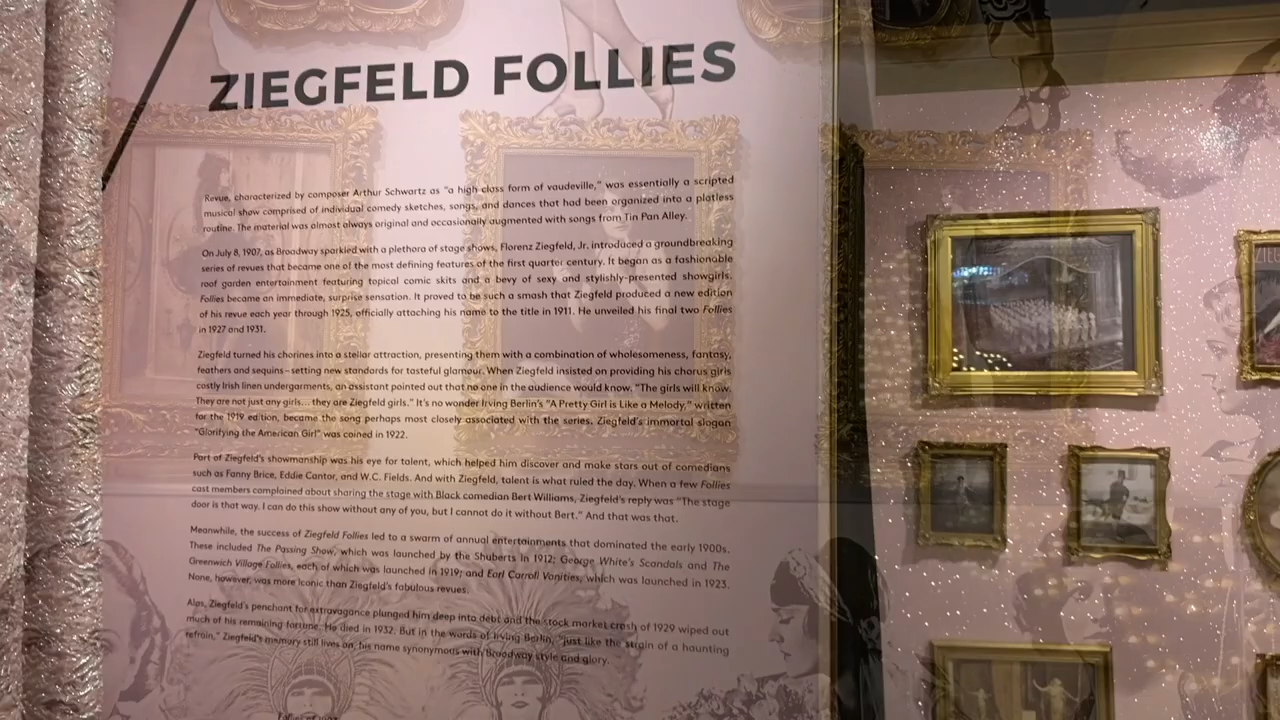 ZIEGFELD FOLLIES
Revue, characterized by composer Arthur Schwartz as "a high class form of vaudeville," was essentially a scripted
musical show comprised of individual comedy sketches, songs, and dances that had been organized into a plotless
routine. The material was almost always original and occasionally augmented with songs from Tin Pan Alley.
On July 8, 1907, as Broadway sparkled with a plethora of stage shows, Florenz Ziegfeld, Jr. introduced a groundbreaking
series of revues that became one of the most defining features of the first quarter century. It began as a fashionable
roof garden entertainment featuring topical comic skits and a bevy of sexy and stylishly-presented showgirls.
Follies became an immediate, surprise sensation. It proved to be such a smash that Ziegfeld produced a new edition
of his revue each year through 1925, officially attaching his name to the title in 1911. He unveiled his final two Follies
in 1927 and 1931.
Ziegfeld turned his chorines into a stellar attraction, presenting them with a combination of wholesomeness, fantasy,
feathers and sequins–setting new standards for tasteful glamour. When Ziegfeld insisted on providing his chorus girls
costly Irish linen undergarments, an assistant pointed out that no one in the audience would know. "The girls will know.
They are not just any girls... they are Ziegfeld girls." It's no wonder Irving Berlin's "A Pretty Girl is Like a Melody," written
for the 1919 edition, became the song perhaps most closely associated with the series. Ziegfeld's immortal slogan
"Glorifying the American Girl" was coined in 1922.
Part of Ziegfeld's showmanship was his eye for talent, which helped him discover and make stars out of comedians
such as Fanny Brice, Eddie Cantor, and W.C. Fields. And with Ziegfeld, talent is what ruled the day. When a few Follies
cast members complained about sharing the stage with Black comedian Bert Williams, Ziegfeld's reply was "The stage
door is that way. I can do this show without any of you, but I cannot do it without Bert." And that was that.
Meanwhile, the success of Ziegfeld Follies led to a swarm of annual entertainments that dominated the early 1900s.
These included The Passing Show, which was launched by the Shuberts in 1912; George White's Scandals and The
Greenwich Village Follies, each of which was launched in 1919; and Earl Carroll Vanities, which was launched in 1923.
None, however, was more iconic than Ziegfeld's fabulous revues.
Alas, Ziegfeld's penchant for extravagance plunged him deep into debt and the stock market crash of 1929 wiped out
much of his remaining fortune. He died in 1932. But in the words of Irving Berlin, "just like the strain of a haunting
refrain," Ziegfeld's memory still lives on, his name synonymous with Broadway style and glory.